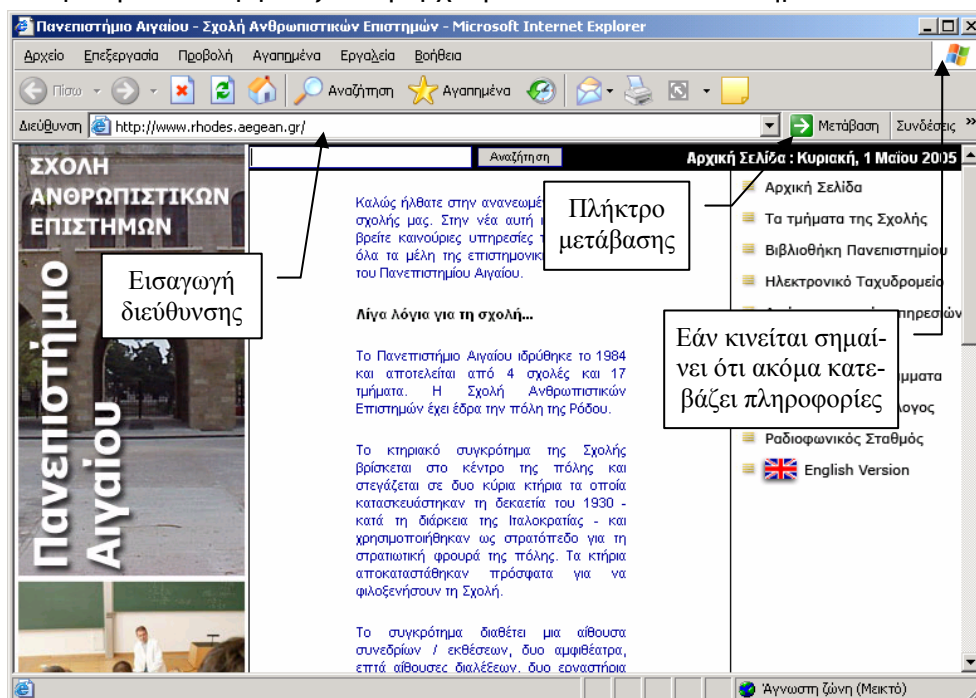 Πανεπιστήμιο Αιγαίου - Σχολή Ανθρωπιστικών Επιστημών - Microsoft Internet Explorer
Αρχείο Επεξεργασία Προβολή Αγαπημένα Εργαλεία Βοήθεια
Πίσω Αναζήτηση Αγαπημένα
Διεύθυνση http://www.rhodes.aegean.gr/ Μετάβαση Συνδέσεις »
Αναζήτηση Αρχική Σελίδα : Κυριακή, 1 Μαΐου 2005
ΣΧΟΛΗ
ΑΝΘΡΩΠΙΣΤΙΚΩΝ
ΕΠΙΣΤΗΜΩΝ
Πανεπιστήμιο
Αιγαίου
Εισαγωγή
διεύθυνσης
Καλώς ήλθατε στην
σχολής μας. Στην νέα αυτή
βρείτε καινούριες υπηρεσίες
όλα τα μέλη της
του Πανεπιστημίου Αιγαίου.
Λίγα λόγια για τη σχολή...
Το Πανεπιστήμιο Αιγαίου ιδρύθηκε το 1984
και αποτελείται από 4 σχολές και 17
τμήματα. Η Σχολή Ανθρωπιστικών
Επιστημών έχει έδρα την πόλη της Ρόδου.
Το κτηριακό συγκρότημα της Σχολής
βρίσκεται στο κέντρο της πόλης και
στεγάζεται σε δυο κύρια κτήρια τα οποία
κατασκευάστηκαν τη δεκαετία του 1930 -
κατά τη διάρκεια της Ιταλοκρατίας - και
χρησιμοποιήθηκαν ως στρατόπεδο για τη
στρατιωτική φρουρά της πόλης. Τα κτήρια
αποκαταστάθηκαν πρόσφατα για να
φιλοξενήσουν τη Σχολή.
Το συγκρότημα διαθέτει μια αίθουσα
συνεδρίων / εκθέσεων, δυο αμφιθέατρα,
επτά αίθουσες διαλέξεων, δυο εργαστήρια
Πλήκτρο
μετάβασης
Αρχική Σελίδα
Τα τμήματα της Σχολής
Βιβλιοθήκη Πανεπιστημίου
Ηλεκτρονικό Ταχυδρομείο
Εάν κινείται σημαί-
νει ότι ακόμα κατε-
βάζει πληροφορίες
Ραδιοφωνικός Σταθμός
English Version
Άγνωστη ζώνη (Μεικτό)